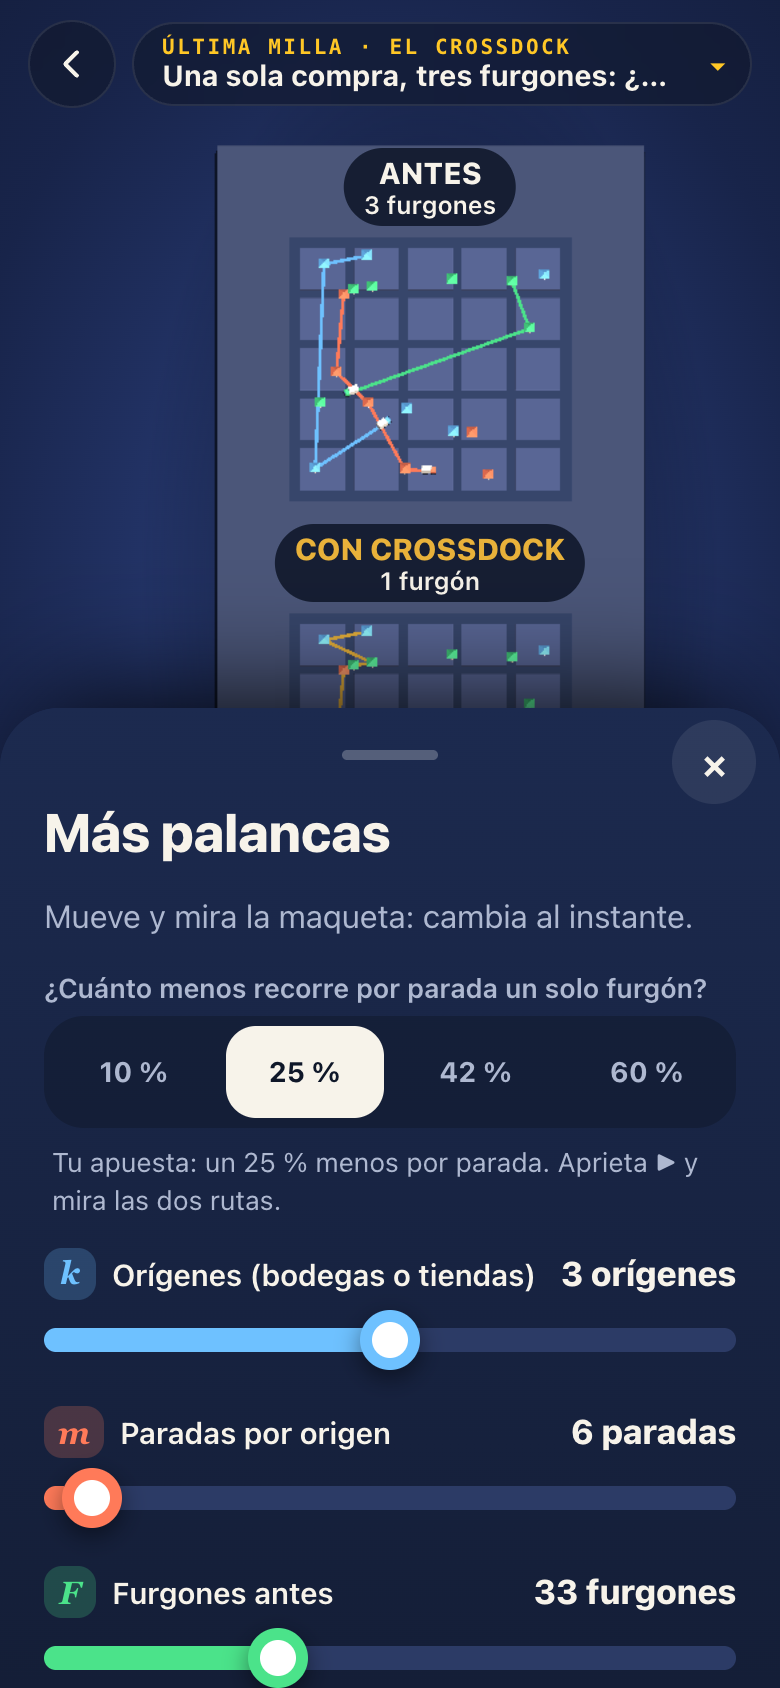 ÚLTIMA MILLA · EL CROSSDOCK
Una sola compra, tres furgones: ¿...
ANTES
3 furgones
CON CROSSDOCK
1 furgón
×
Más palancas
Mueve y mira la maqueta: cambia al instante.
¿Cuánto menos recorre por parada un solo furgón?
10 % 25 % 42 % 60 %
Tu apuesta: un 25 % menos por parada. Aprieta ▶ y
mira las dos rutas.
k Orígenes (bodegas o tiendas) 3 orígenes
m Paradas por origen 6 paradas
F Furgones antes 33 furgones